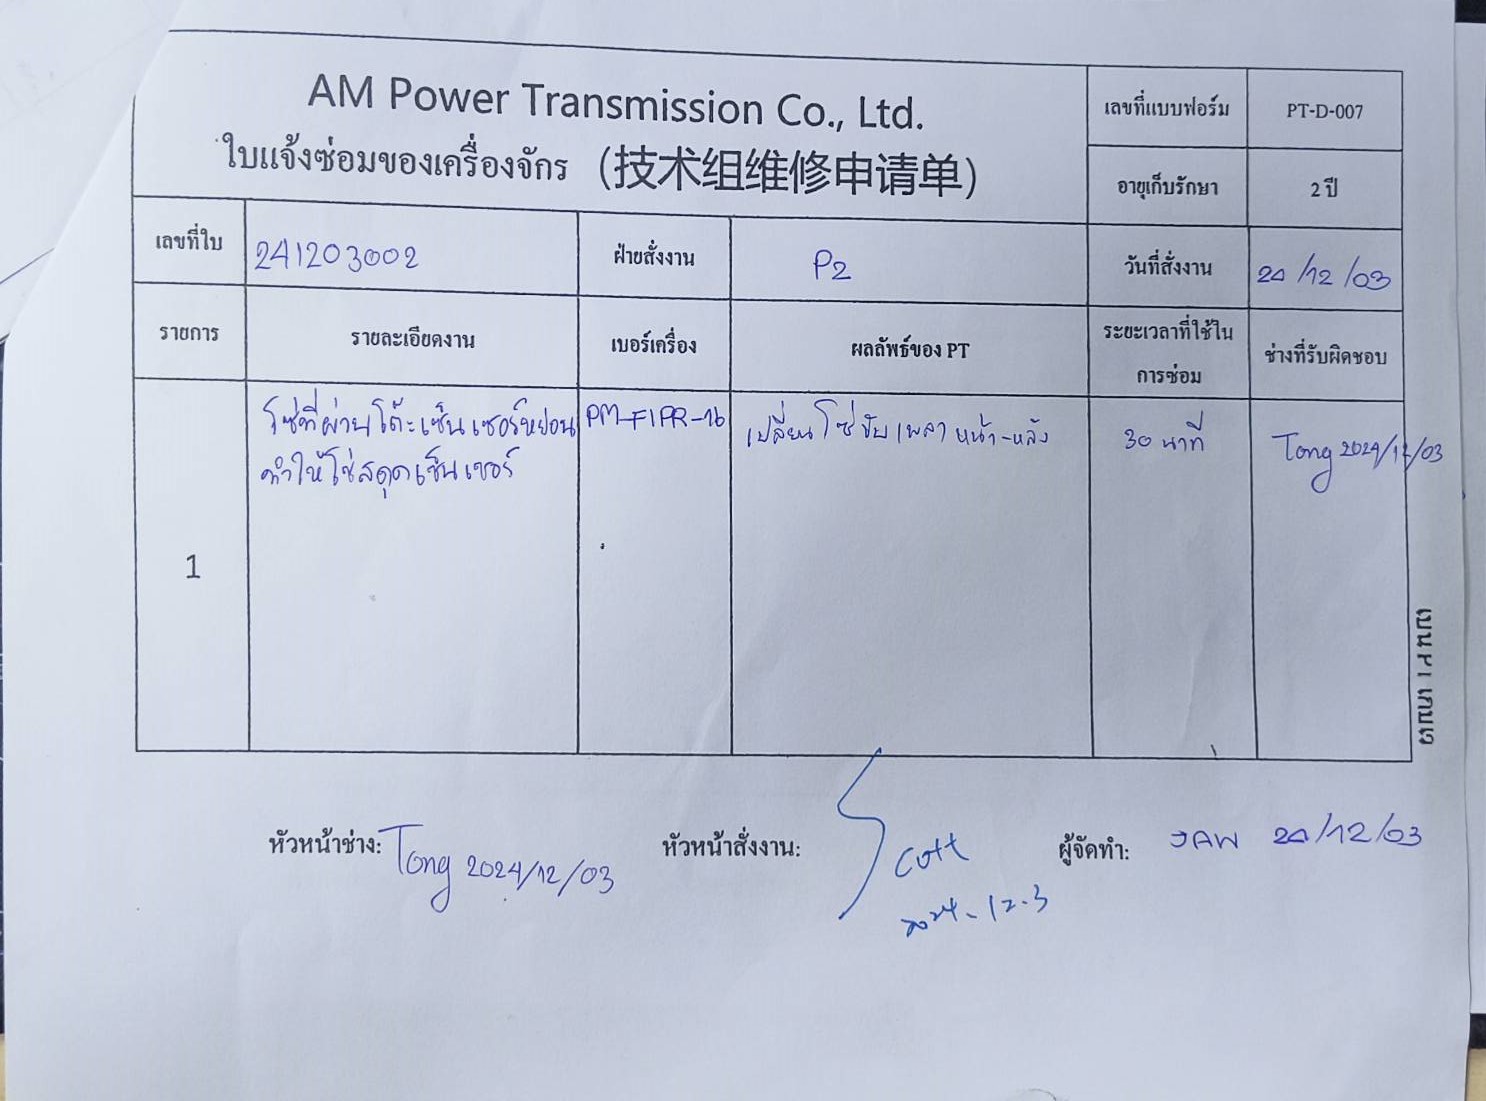 AM Power Transmission Co., Ltd.
ใบแจ้งซ่อมของเครื่องจักร (技术组维修申请单)
เลขที่แบบฟอร์ม PT-D-007
อายุเก็บรักษา 2 ปี
เลขที่ใบ 241203002 ฝ่ายสั่งงาน P2 วันที่สั่งงาน 24/12/03
รายการ รายละเอียดงาน เบอร์เครื่อง ผลลัพธ์ของ PT ระยะเวลาที่ใช้ในการซ่อม ช่างที่รับผิดชอบ
1
โซ่ที่ผ่านโต๊ะเซ็นเซอร์หย่อน
ทำให้โซ่สดุดเซ็นเซอร์
PM-F1PR-16
เปลี่ยนโซ่ขับเพลาหน้า-หลัง
30 นาที
Tong 2024/12/03
หัวหน้าช่าง: Tong 2024/12/03
หัวหน้าสั่งงาน: Scott
2024-12-3
ผู้จัดทำ: JAW 24/12/03